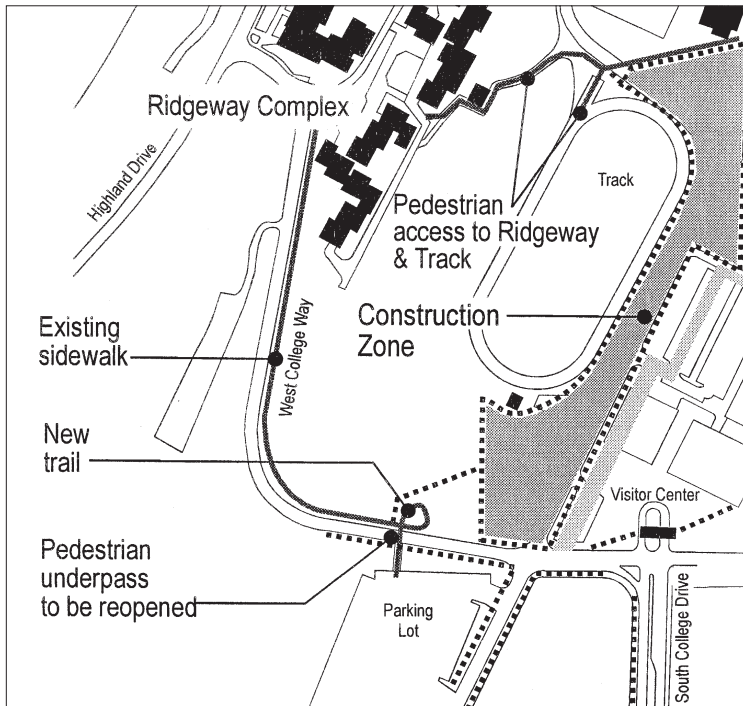 Ridgeway Complex
Highland Drive
Track
Pedestrian
access to Ridgeway
& Track
Construction
Zone
Existing
sidewalk
West College Way
New
trail
Visitor Center
Pedestrian
underpass
to be reopened
Parking
Lot
South College Drive